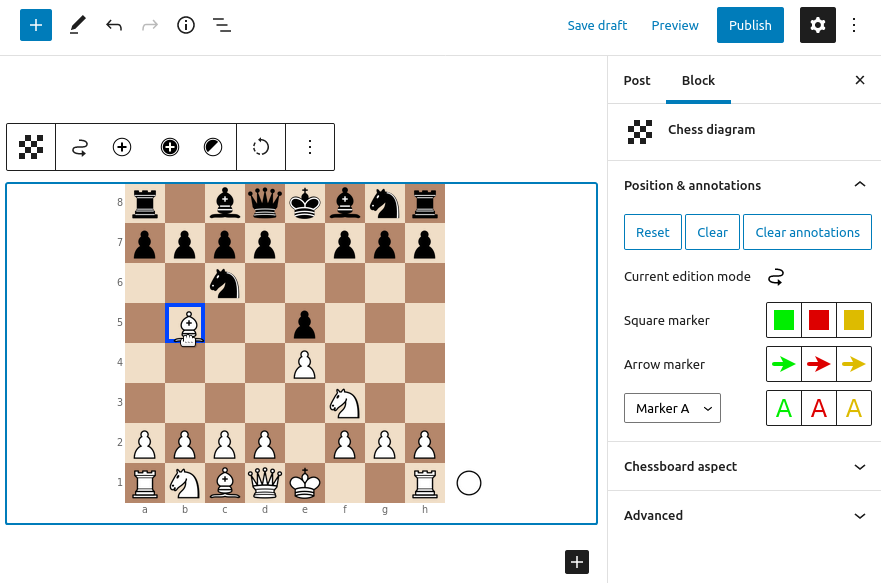 Save draft
Preview
Publish
Post
Block
Chess diagram
Position & annotations
Reset
Clear
Clear annotations
Current edition mode
Square marker
Arrow marker
Marker A
A
A
A
Chessboard aspect
Advanced
8
7
6
5
4
3
2
1
a b c d e f g h